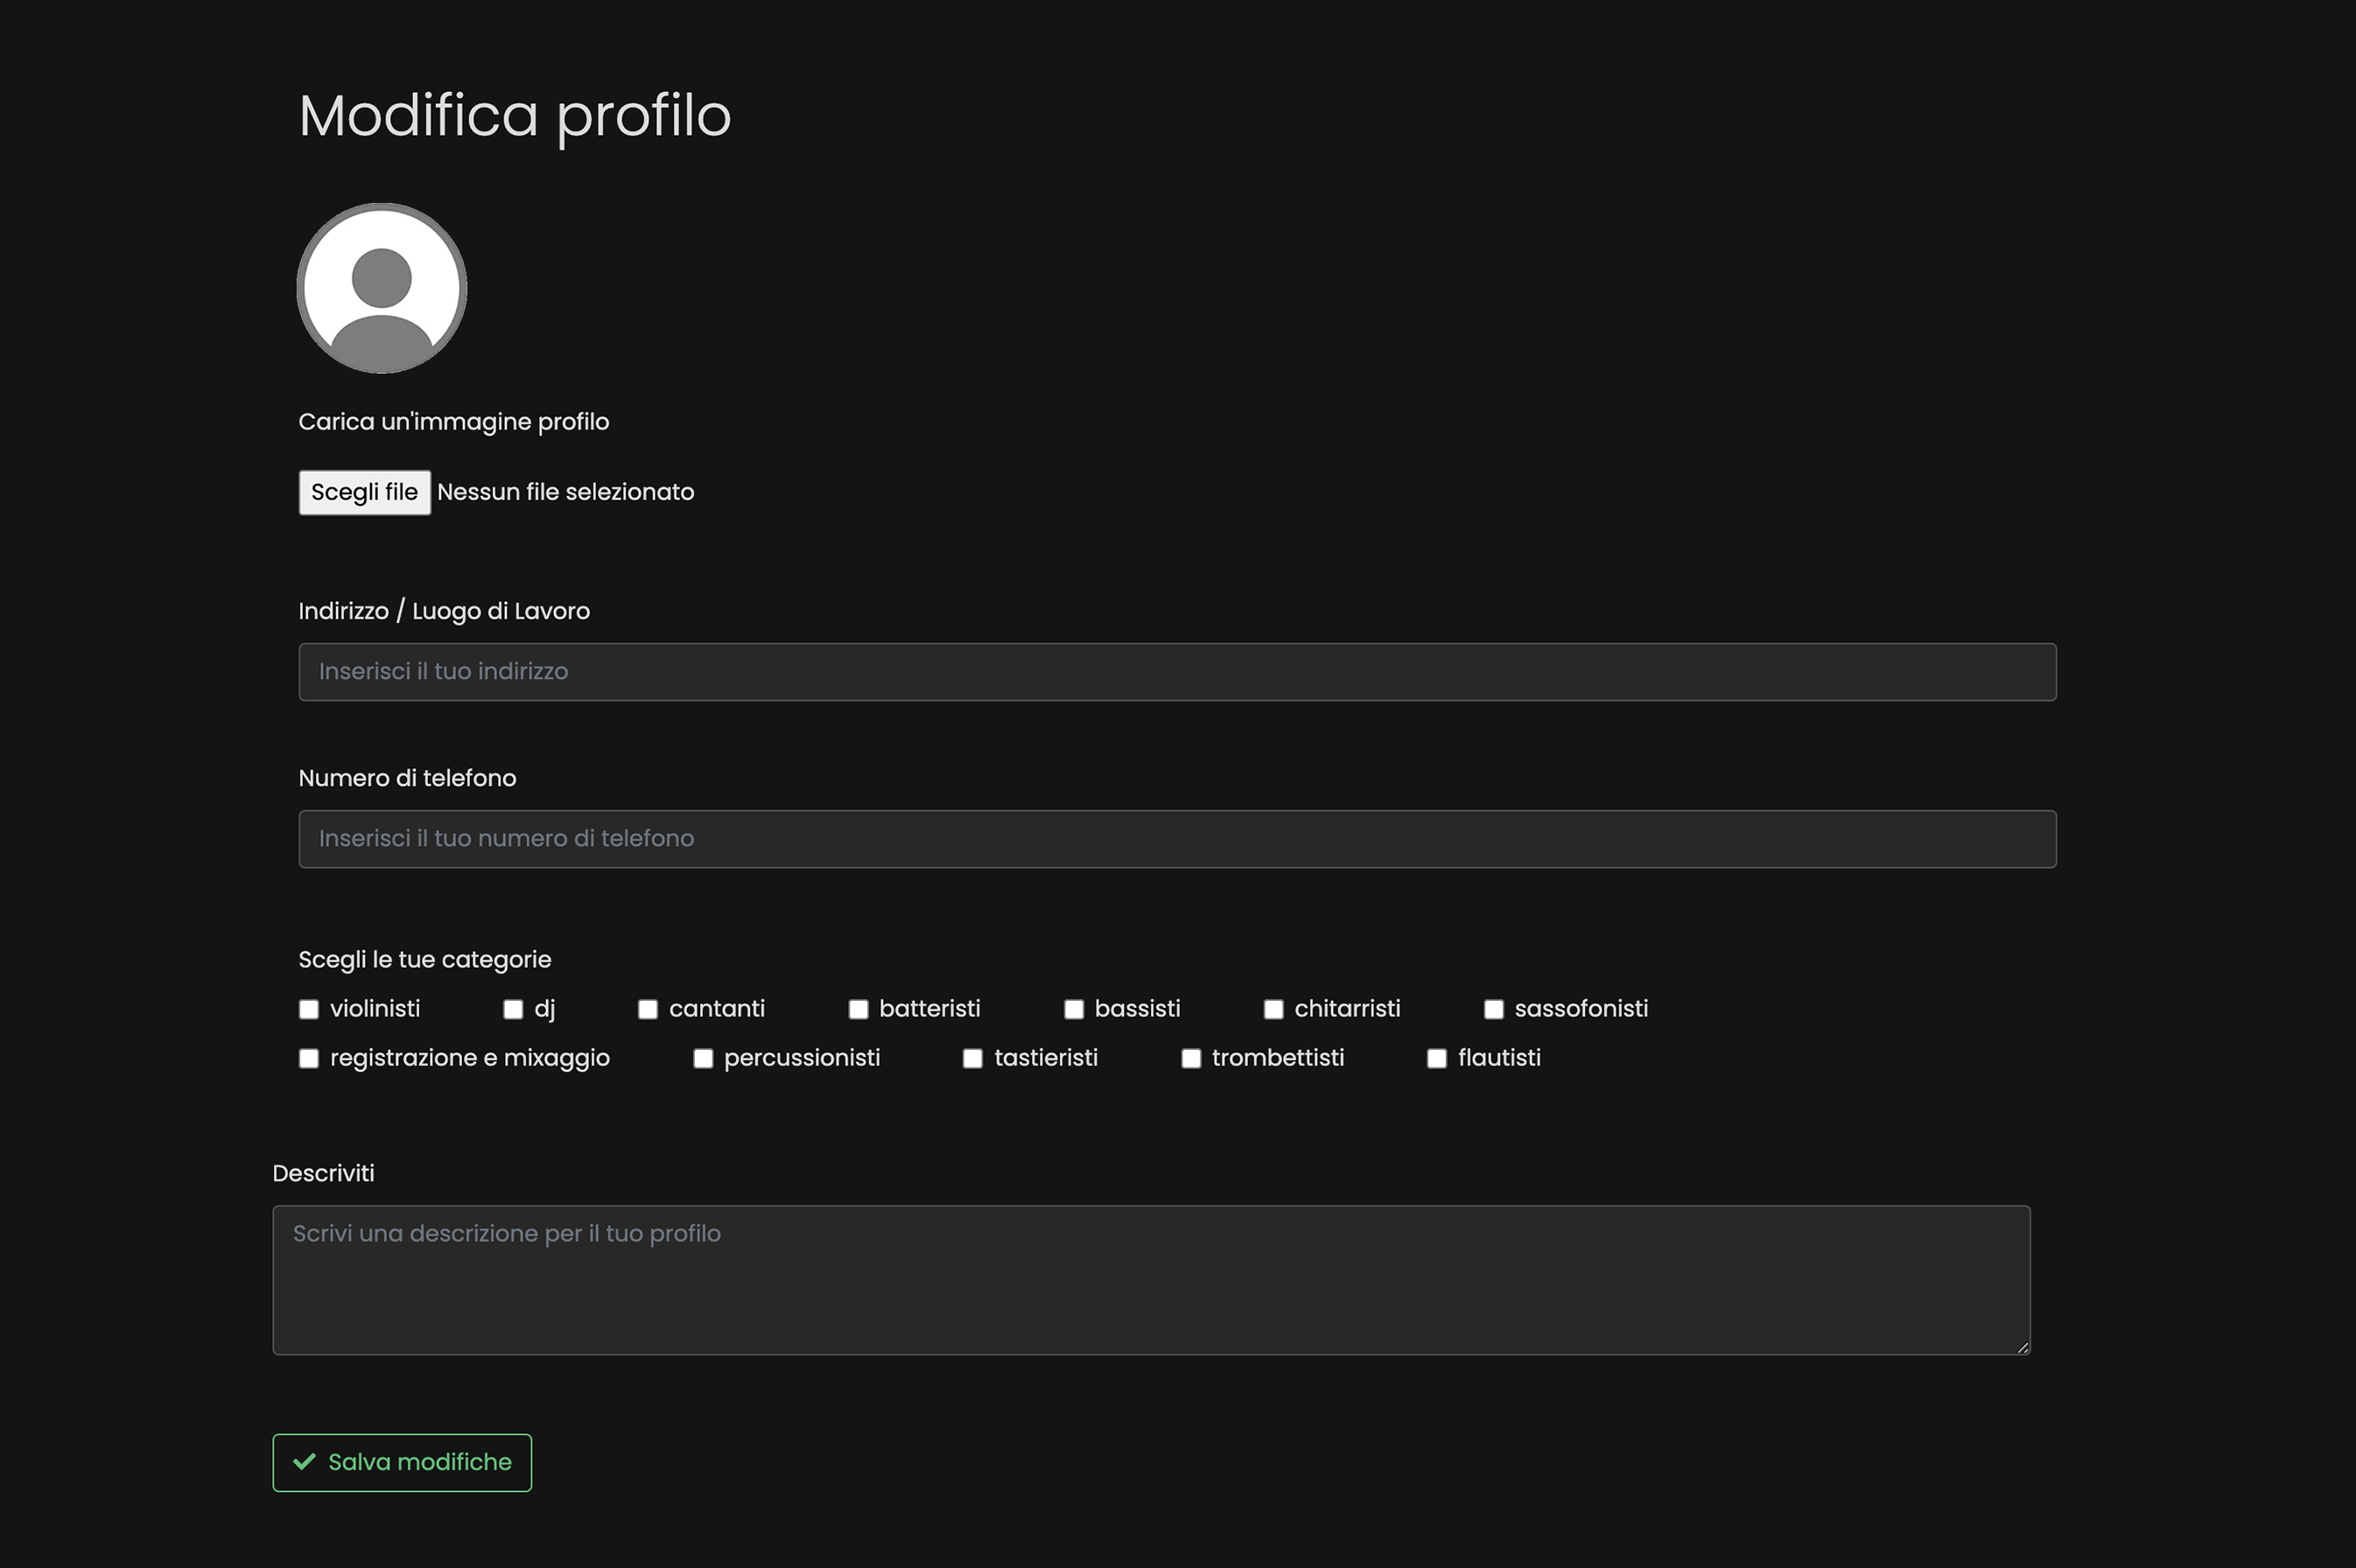 Modifica profilo
Carica un'immagine profilo
Scegli file Nessun file selezionato
Indirizzo / Luogo di Lavoro
Inserisci il tuo indirizzo
Numero di telefono
Inserisci il tuo numero di telefono
Scegli le tue categorie
violinisti dj cantanti batteristi bassisti chitarristi sassofonisti
registrazione e mixaggio percussionisti tastieristi trombettisti flautisti
Descriviti
Scrivi una descrizione per il tuo profilo
Salva modifiche